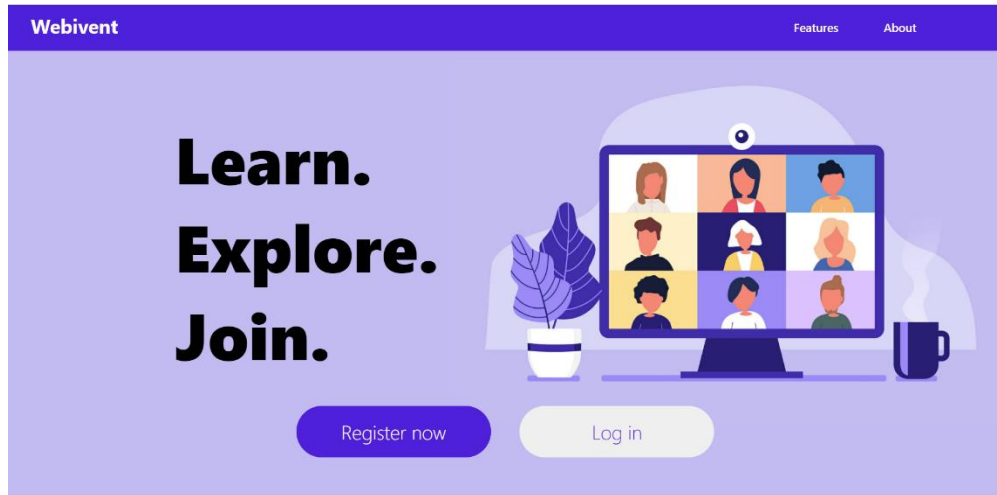 Webivent
Features
About
Learn.
Explore.
Join.
Register now
Log in